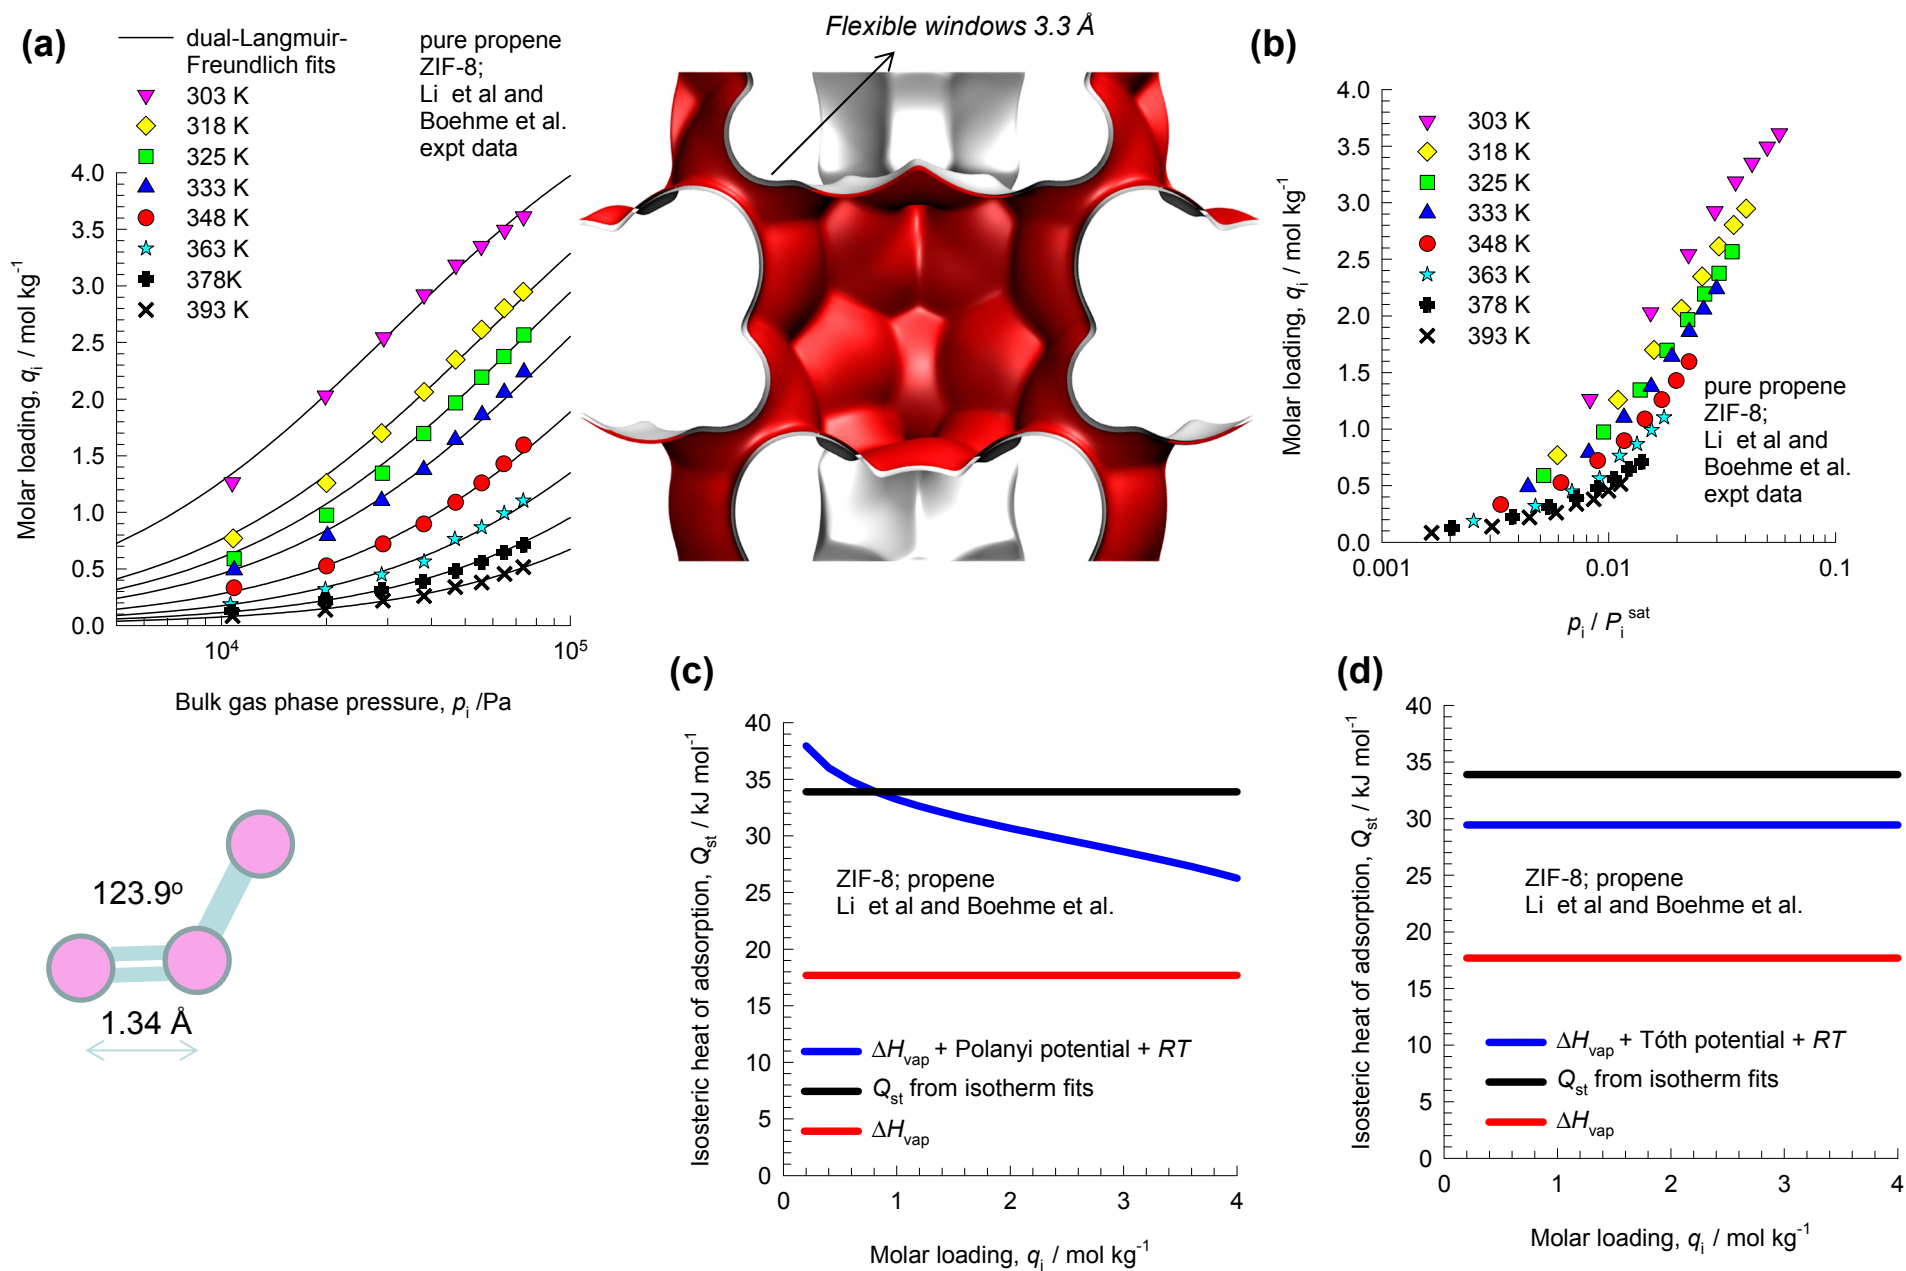 (a)
dual-Langmuir-
Freundlich fits
303 K
318 K
325 K
333 K
348 K
363 K
378K
393 K
pure propene
ZIF-8;
Li et al and
Boehme et al.
expt data
Molar loading, qi / mol kg-1
4.0
3.5
3.0
2.5
2.0
1.5
1.0
0.5
0.0
10⁴
10⁵
Bulk gas phase pressure, pi /Pa
Flexible windows 3.3 Å
(b)
Molar loading, qi / mol kg-1
4.0
3.5
3.0
2.5
2.0
1.5
1.0
0.5
0.0
303 K
318 K
325 K
333 K
348 K
363 K
378 K
393 K
pure propene
ZIF-8;
Li et al and
Boehme et al.
expt data
0.001
0.01
0.1
pi / Pi sat
123.9º
1.34 Å
(c)
Isosteric heat of adsorption, Qst / kJ mol-1
40
35
30
25
20
15
10
5
0
ZIF-8; propene
Li et al and Boehme et al.
ΔHvap + Polanyi potential + RT
Qst from isotherm fits
ΔHvap
0
1
2
3
4
Molar loading, qi / mol kg-1
(d)
Isosteric heat of adsorption, Qst / kJ mol-1
40
35
30
25
20
15
10
5
0
ZIF-8; propene
Li et al and Boehme et al.
ΔHvap + Tóth potential + RT
Qst from isotherm fits
ΔHvap
0
1
2
3
4
Molar loading, qi / mol kg-1